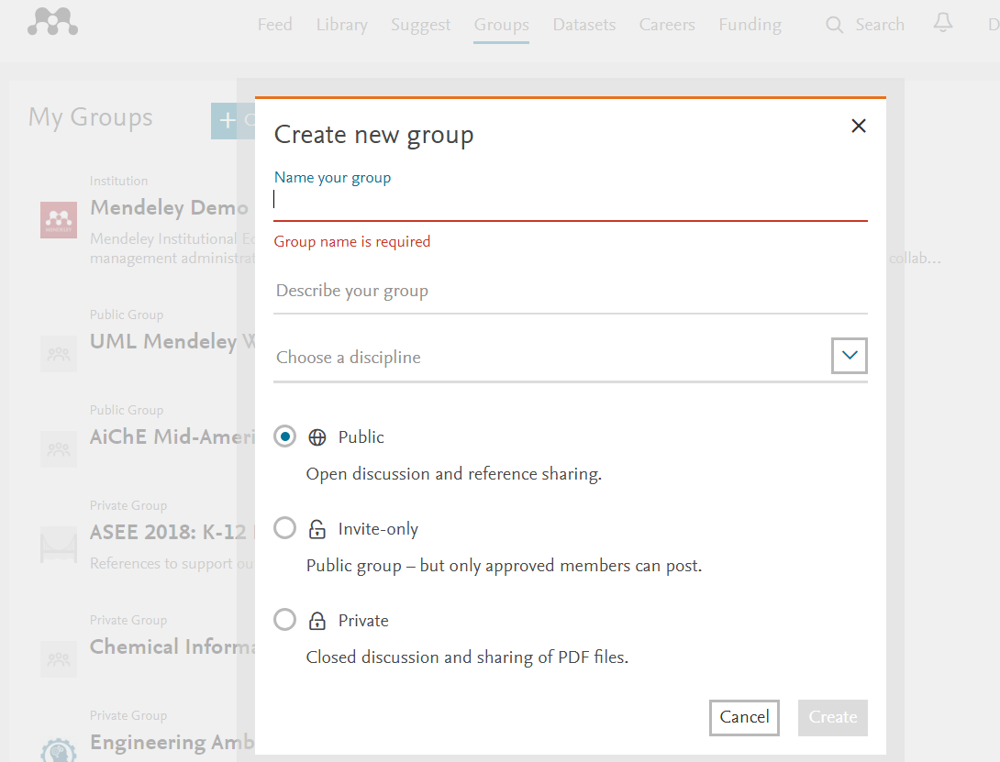 Feed Library Suggest Groups Datasets Careers Funding Search
My Groups
Create new group
Name your group
Group name is required
Describe your group
Choose a discipline
Public
Open discussion and reference sharing.
Invite-only
Public group – but only approved members can post.
Private
Closed discussion and sharing of PDF files.
Cancel Create
Institution
Mendeley Demo
Mendeley Institutional
management administrat
collab...
Public Group
UML Mendeley
Public Group
AiChE Mid-Ameri
Private Group
ASEE 2018: K-12
References to support ou
Private Group
Chemical Informa
Private Group
Engineering Amb